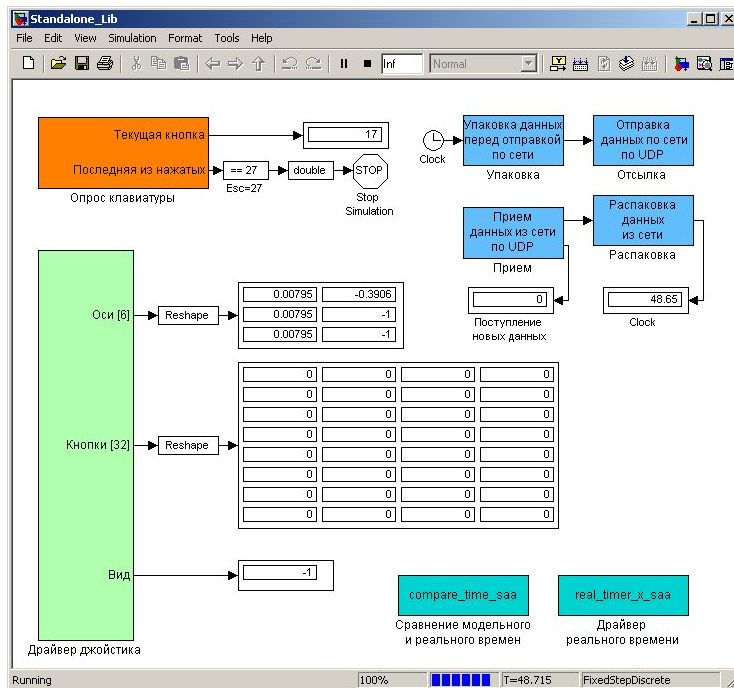 Standalone_Lib
File Edit View Simulation Format Tools Help
Inf Normal
Текущая кнопка
17
Последняя из нажатых
== 27
double
STOP
Опрос клавиатуры
Esc=27
Stop
Simulation
Clock
Упаковка данных
перед отправкой
по сети
Упаковка
Отправка
данных по сети
по UDP
Отсылка
Прием
данных из сети
по UDP
Прием
Распаковка
данных
из сети
Распаковка
0
Поступление
новых данных
48.65
Clock
Оси [6]
Reshape
0.00795 -0.3906
0.00795 -1
0.00795 -1
Кнопки [32]
Reshape
0 0 0 0
0 0 0 0
0 0 0 0
0 0 0 0
0 0 0 0
0 0 0 0
0 0 0 0
0 0 0 0
Вид
-1
Драйвер джойстика
compare_time_saa
Сравнение модельного
и реального времен
real_timer_x_saa
Драйвер
реального времени
Running 100% T=48.715 FixedStepDiscrete